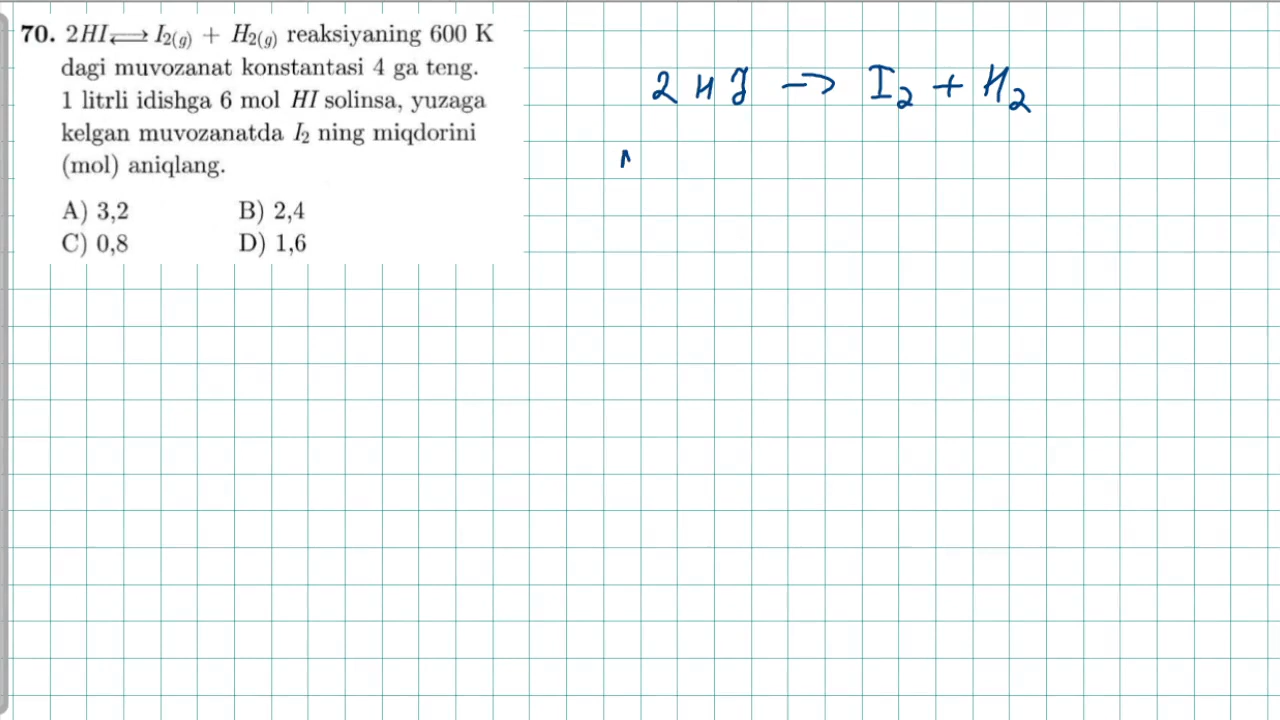 70. 2HI⇌I₂(g) + H₂(g) reaksiyaning 600 K
dagi muvozanat konstantasi 4 ga teng.
1 litrli idishga 6 mol HI solinsa, yuzaga
kelgan muvozanatda I₂ ning miqdorini
(mol) aniqlang.
A) 3,2 B) 2,4
C) 0,8 D) 1,6
2HJ → I₂ + H₂